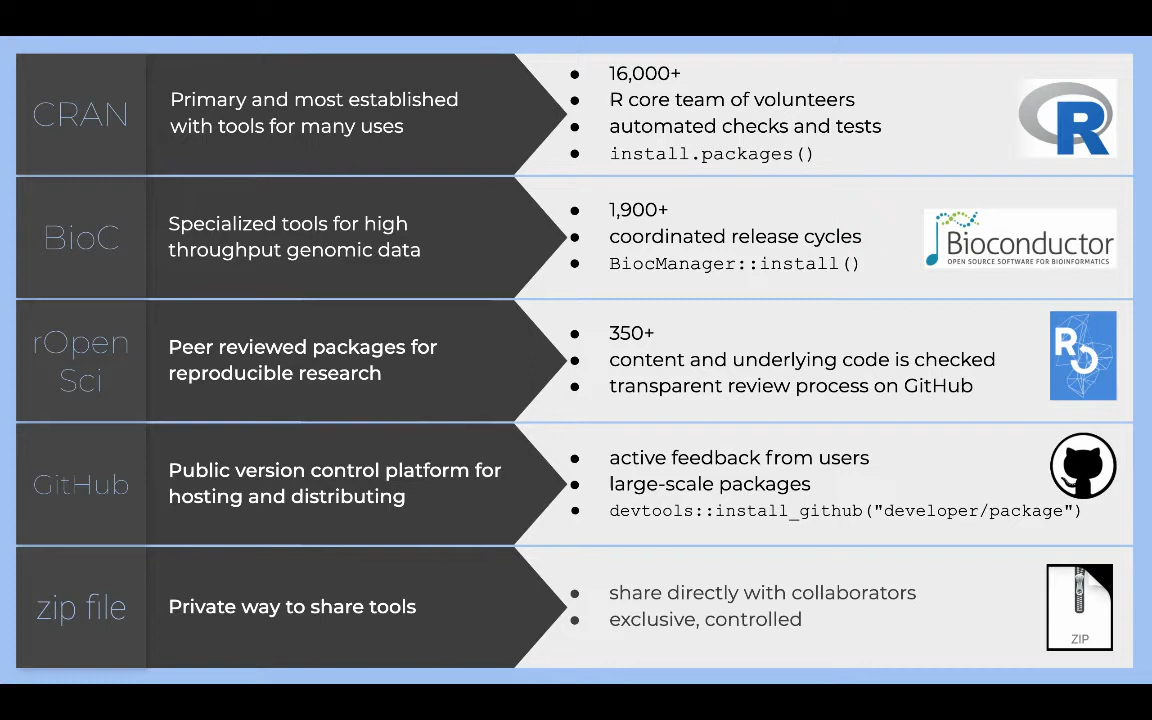 CRAN
Primary and most established
with tools for many uses
● 16,000+
● R core team of volunteers
● automated checks and tests
● install.packages()
R
BioC
Specialized tools for high
throughput genomic data
● 1,900+
● coordinated release cycles
● BiocManager::install()
Bioconductor
OPEN SOURCE SOFTWARE FOR BIOINFORMATICS
rOpen
Sci
Peer reviewed packages for
reproducible research
● 350+
● content and underlying code is checked
● transparent review process on GitHub
R
GitHub
Public version control platform for
hosting and distributing
● active feedback from users
● large-scale packages
● devtools::install_github("developer/package")
zip file
Private way to share tools
● share directly with collaborators
● exclusive, controlled
ZIP